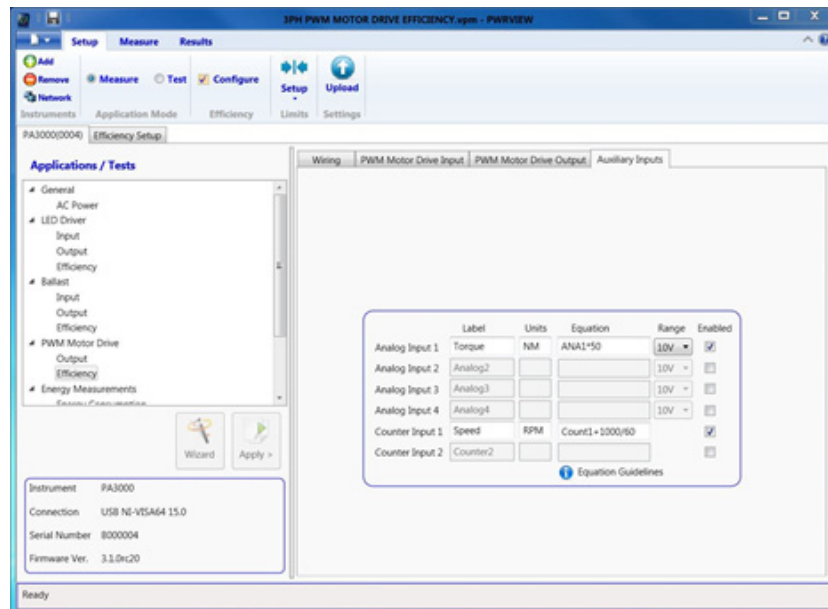 3PH PWM MOTOR DRIVE EFFICIENCY.vpm - PWRVIEW
Setup Measure Results
Add
Remove
Network
Measure Test Configure
Setup
Upload
Instruments Application Mode Efficiency Limits Settings
PA3000(0004) Efficiency Setup
Applications / Tests
General
AC Power
LED Driver
Input
Output
Efficiency
Ballast
Input
Output
Efficiency
PWM Motor Drive
Output
Efficiency
Energy Measurements
Energy Consumption
Wizard Apply >
Instrument PA3000
Connection USB NI-VISA64 15.0
Serial Number B000004
Firmware Ver. 3.1.0rc20
Wiring PWM Motor Drive Input PWM Motor Drive Output Auxiliary Inputs
Label Units Equation Range Enabled
Analog Input 1 Torque NM ANA1*50 10V
Analog Input 2 Analog2 10V
Analog Input 3 Analog3 10V
Analog Input 4 Analog4 10V
Counter Input 1 Speed RPM Count1+1000/60
Counter Input 2 Counter2
Equation Guidelines
Ready